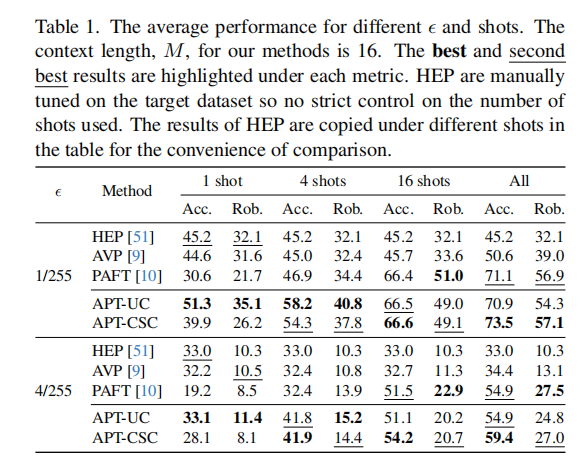 Table 1. The average performance for different ϵ and shots. The
context length, M, for our methods is 16. The best and second
best results are highlighted under each metric. HEP are manually
tuned on the target dataset so no strict control on the number of
shots used. The results of HEP are copied under different shots in
the table for the convenience of comparison.
ϵ Method 1 shot 4 shots 16 shots All
Acc. Rob. Acc. Rob. Acc. Rob. Acc. Rob.
HEP [51] 45.2 32.1 45.2 32.1 45.2 32.1 45.2 32.1
AVP [9] 44.6 31.6 45.0 32.4 45.7 33.6 50.6 39.0
1/255 PAFT [10] 30.6 21.7 46.9 34.4 66.4 51.0 71.1 56.9
APT-UC 51.3 35.1 58.2 40.8 66.5 49.0 70.9 54.3
APT-CSC 39.9 26.2 54.3 37.8 66.6 49.1 73.5 57.1
HEP [51] 33.0 10.3 33.0 10.3 33.0 10.3 33.0 10.3
AVP [9] 32.2 10.5 32.4 10.8 32.7 11.3 34.4 13.1
4/255 PAFT [10] 19.2 8.5 32.4 13.9 51.5 22.9 54.9 27.5
APT-UC 33.1 11.4 41.8 15.2 51.1 20.2 54.9 24.8
APT-CSC 28.1 8.1 41.9 14.4 54.2 20.7 59.4 27.0